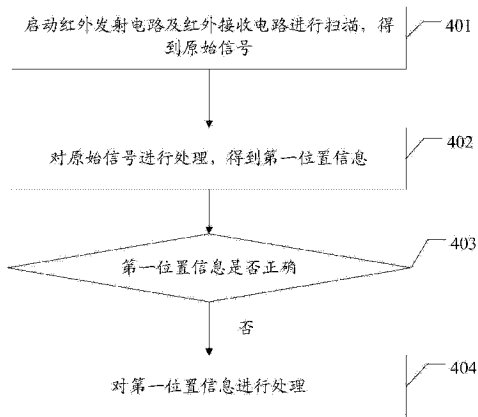 启动红外发射电路及红外接收电路进行扫描，得
到原始信号
401
对原始信号进行处理，得到第一位置信息
402
第一位置信息是否正确
403
否
对第一位置信息进行处理
404